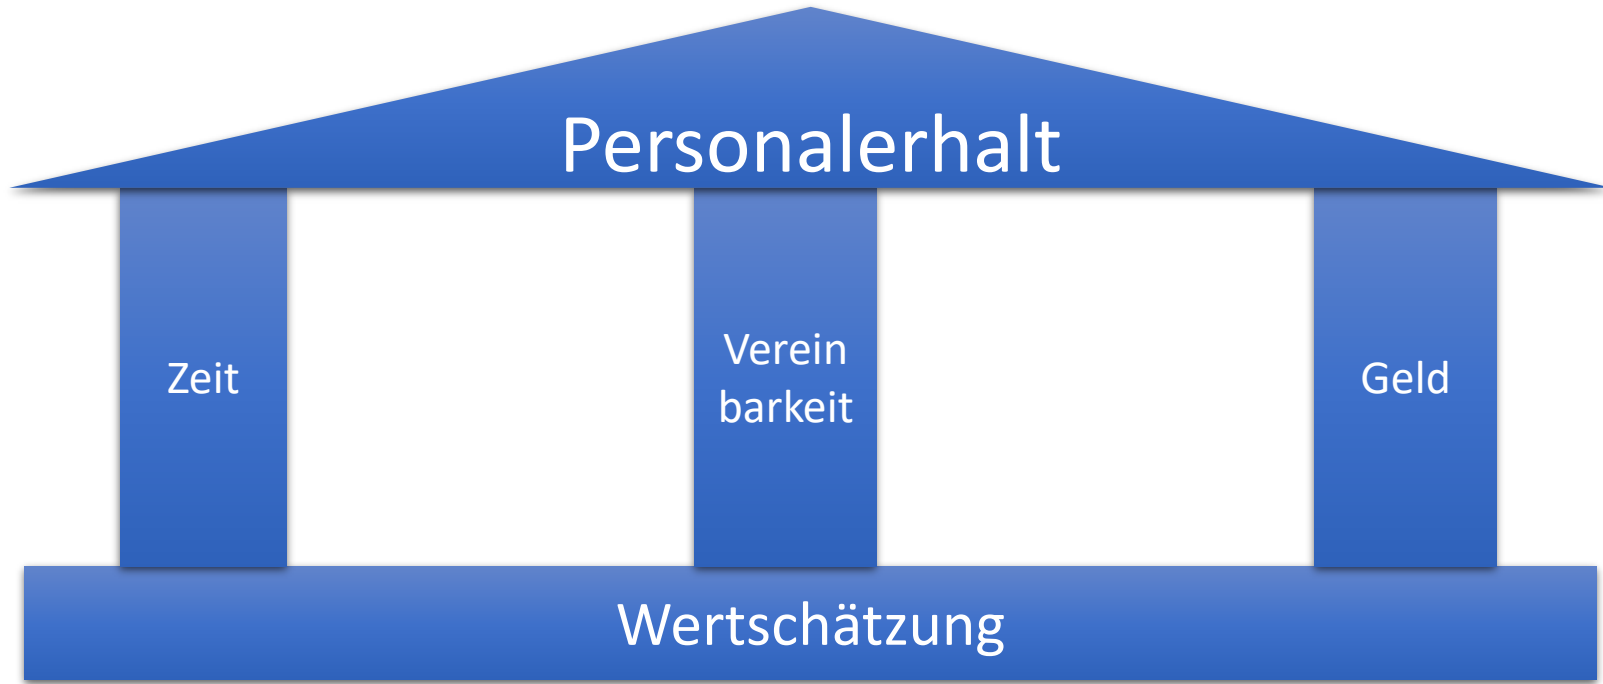 Personalerhalt
Zeit
Verein
barkeit
Geld
Wertschätzung